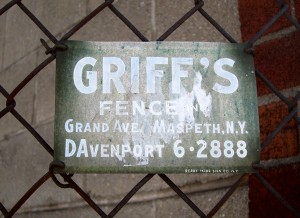 GRIFF'S
FENCE
GRAND AVE. MASPETH, N.Y.
DAVENPORT 6-2888